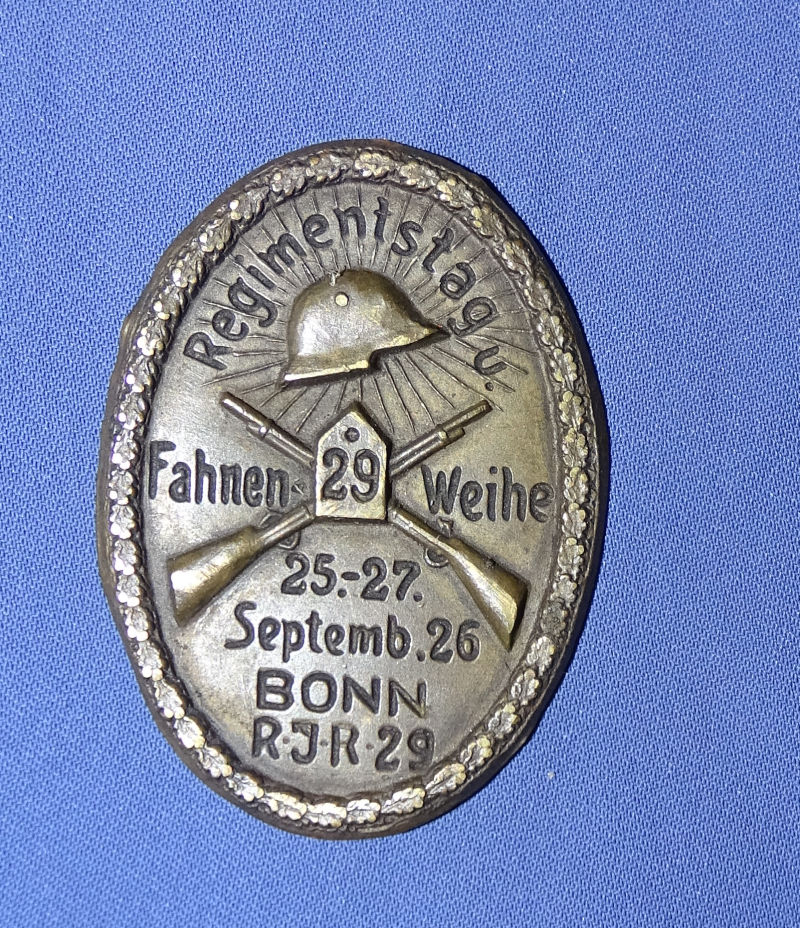 Regimentstag u.
Fahnen 29 Weihe
25.-27.
Septemb. 26
BONN
R·J·R·29